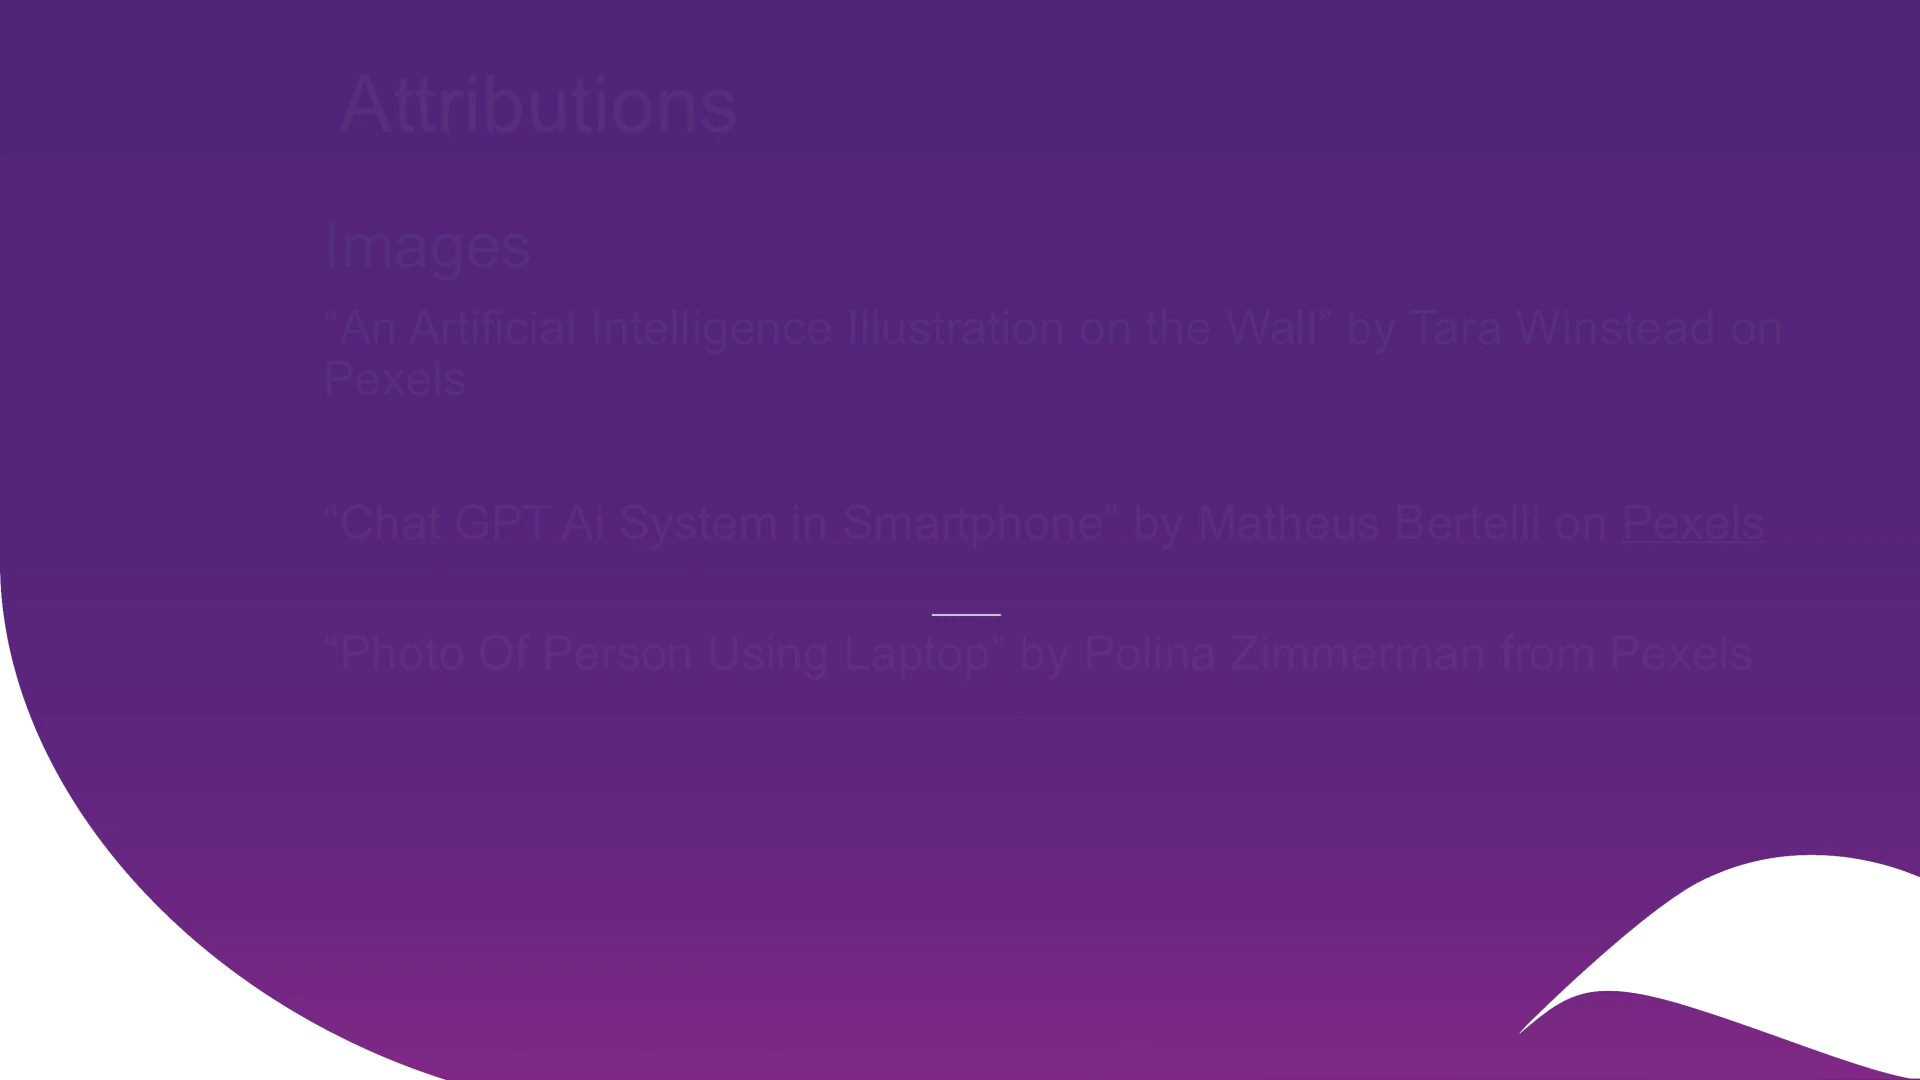 Attributions
Images
“An Artificial Intelligence Illustration on the Wall” by Tara Winstead on
Pexels
“Chat GPT Ai System in Smartphone” by Matheus Bertelli on Pexels
“Photo Of Person Using Laptop” by Polina Zimmerman from Pexels